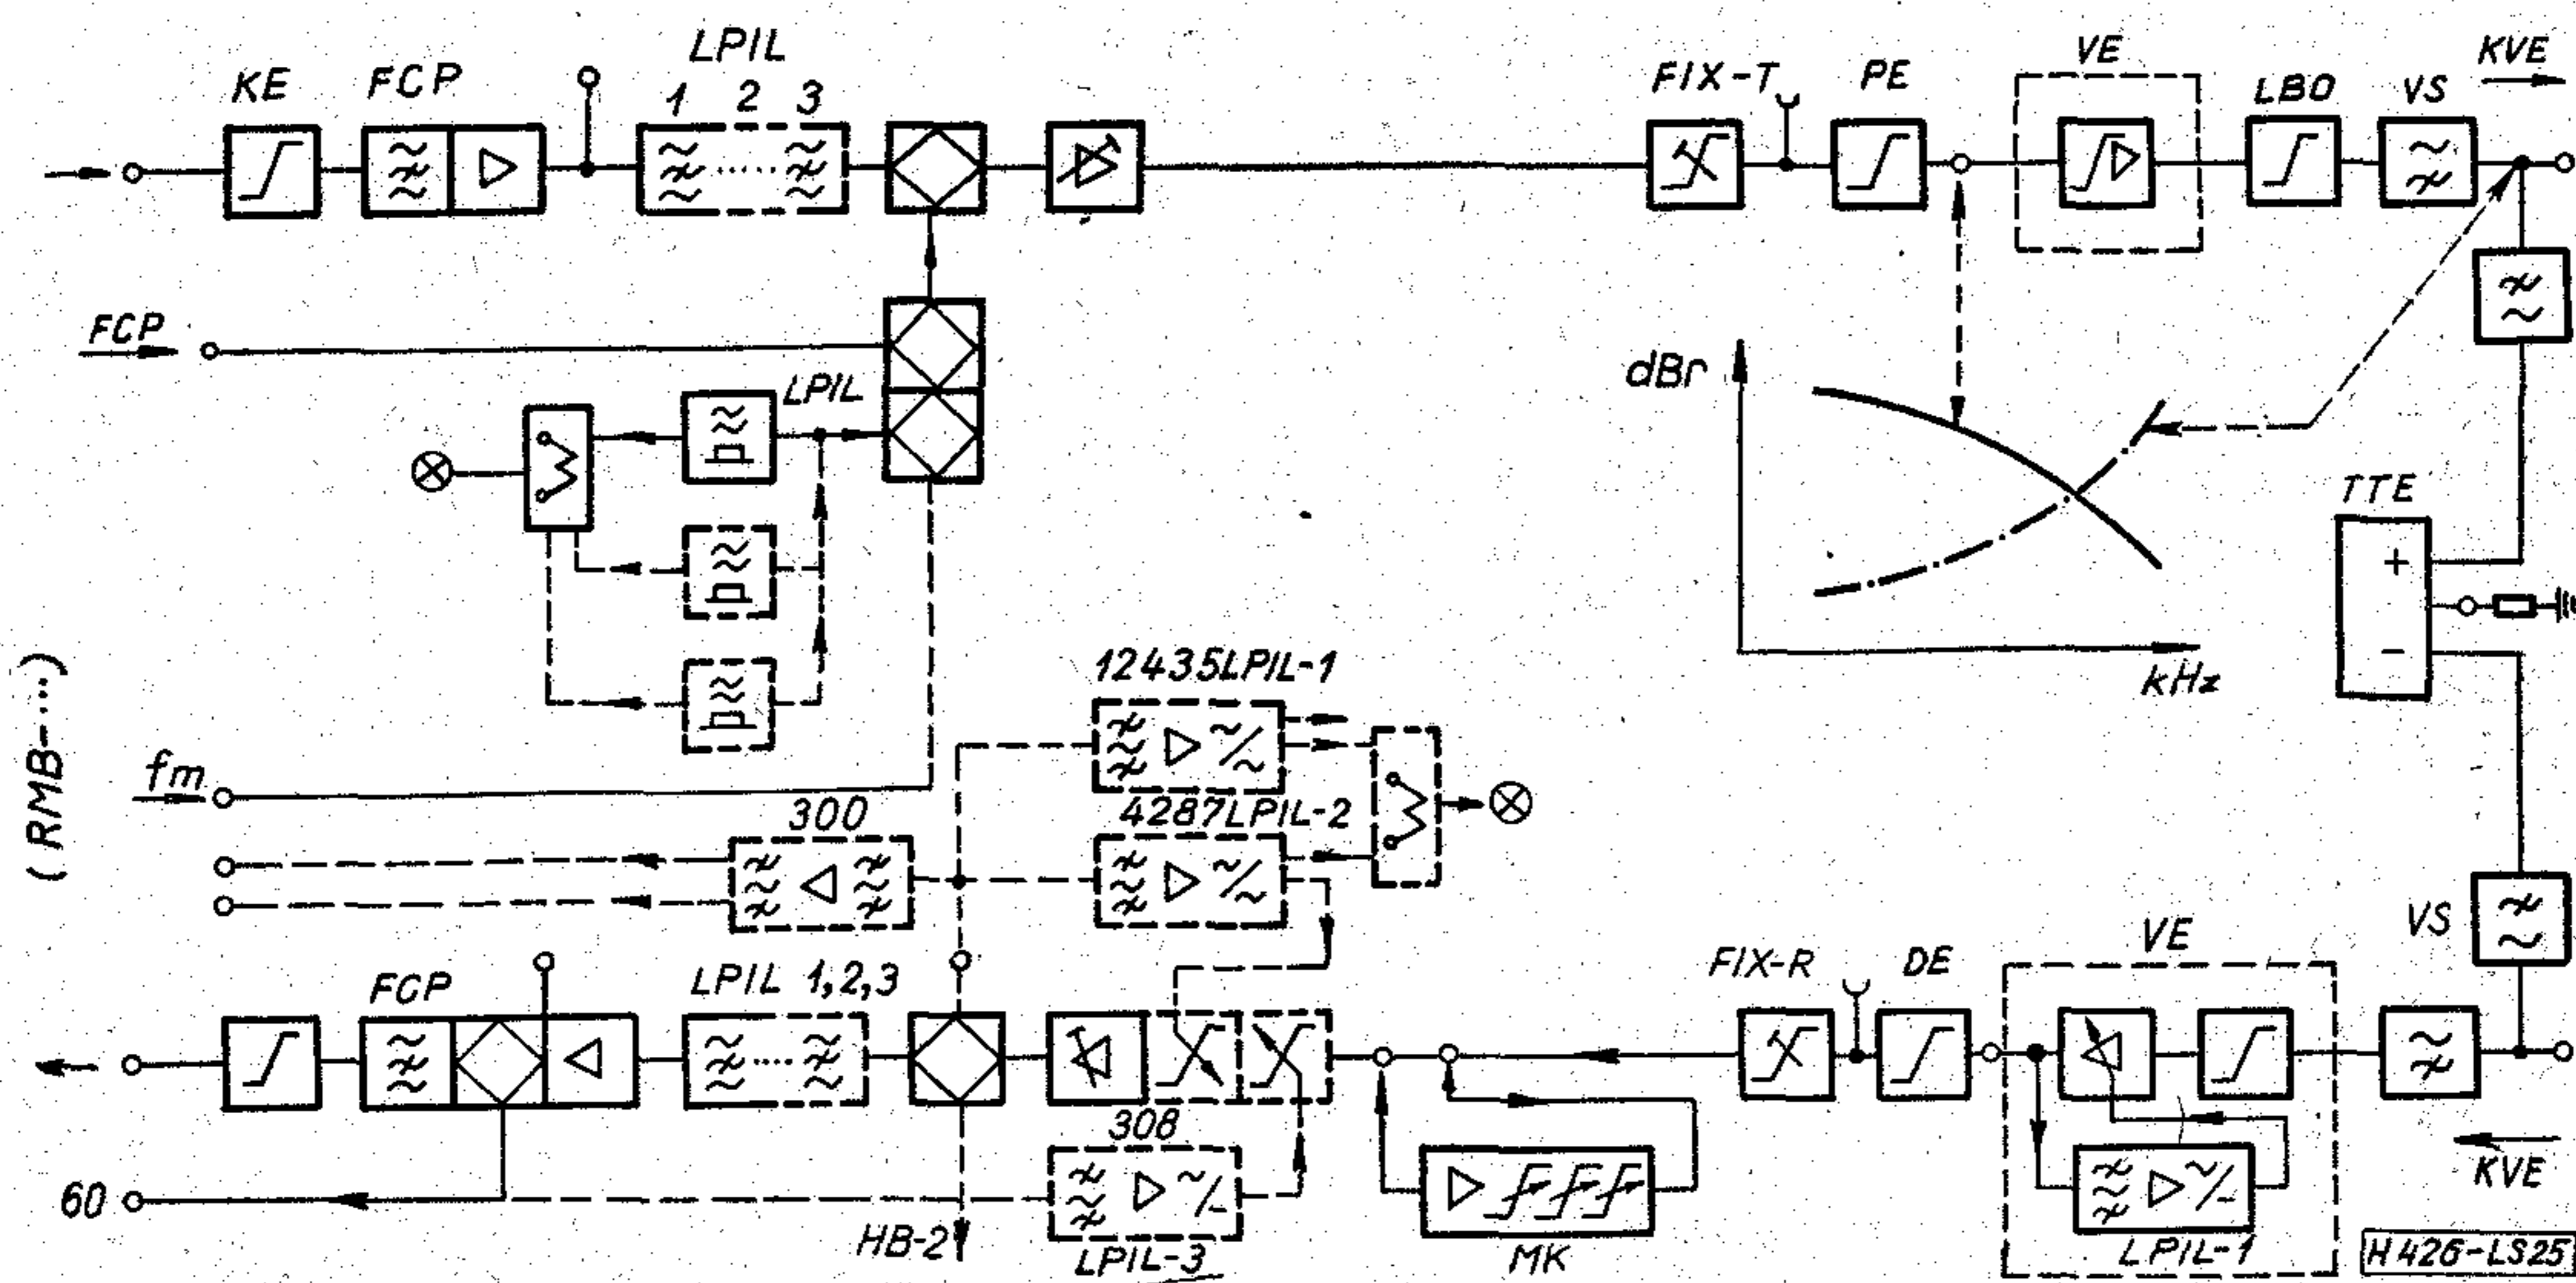 LPIL
KE FCP 1 2 3
FIX-T PE VE LBO VS KVE
FCP
LPIL
dBr
kHz
TTE
+
−
(RMB-....)
fm
12435LPIL-1
300
4287LPIL-2
FCP LPIL 1,2,3
FIX-R DE VE VS
308
60
HB-2
LPIL-3
MK
LPIL-1
KVE
H426-LS25